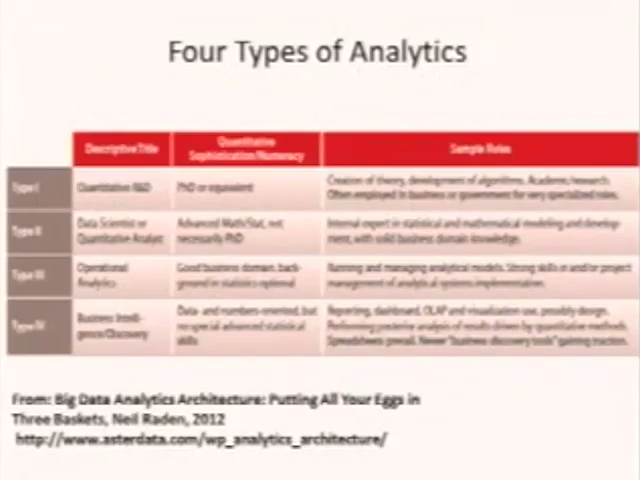 Four Types of Analytics
Descriptive Title
Quantitative
Sophistication/Numeracy
Sample Roles
Type I
Quantitative R&D
PhD or equivalent
Creation of theory, development of algorithms. Academic/research.
Often employed in business or government for very specialized roles.
Type II
Data Scientist or
Quantitative Analyst
Advanced Math/Stat, not
necessarily PhD
Internal expert in statistical and mathematical modeling and develop-
ment, with solid business domain knowledge.
Type III
Operational
Analytics
Good business domain, back-
ground in statistics optional
Running and managing analytical models. Strong skills in and/or project
management of analytical systems implementation.
Type IV
Business Intelli-
gence/Discovery
Data- and numbers-oriented, but
no special advanced statistical
skills
Reporting, dashboard, OLAP and visualization use, possibly design.
Performing posterior analysis of results driven by quantitative methods.
Spreadsheets prevail. Newer "business discovery tools" gaining traction.
From: Big Data Analytics Architecture: Putting All Your Eggs in
Three Baskets, Neil Raden, 2012
http://www.asterdata.com/wp_analytics_architecture/